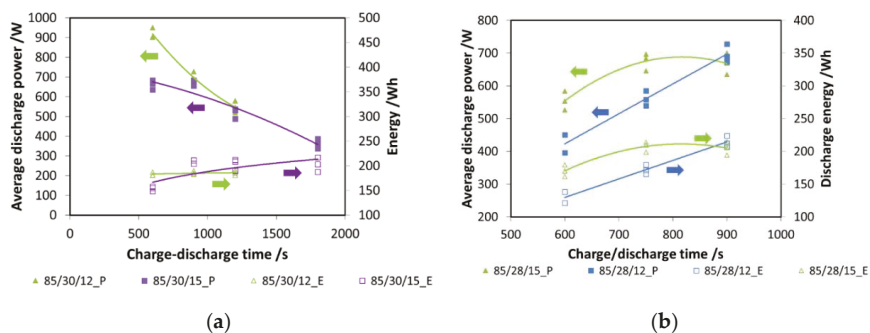 Average discharge power /W
1000
900
800
700
600
500
400
300
200
100
0
500
450
400
350
300
250
200
150
100
Energy /Wh
0 500 1000 1500 2000
Charge-discharge time /s
85/30/12_P 85/30/15_P 85/30/12_E 85/30/15_E
(a)
Average discharge power /W
800
700
600
500
400
300
200
400
350
300
250
200
150
100
Discharge energy /Wh
500 600 700 800 900 1000
Charge/discharge time /s
85/28/15_P 85/28/12_P 85/28/12_E 85/28/15_E
(b)